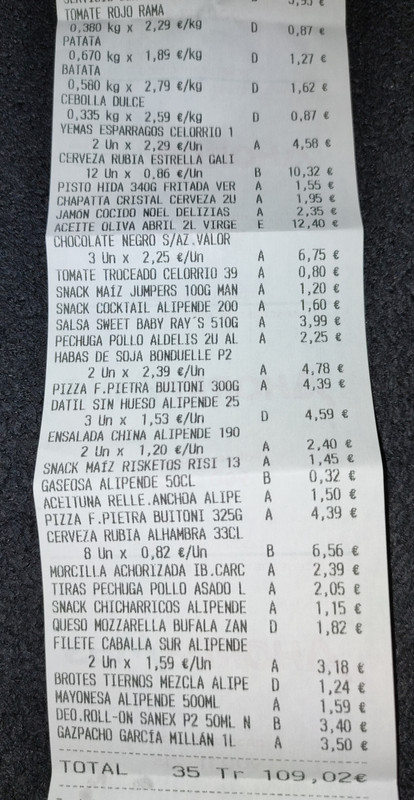 TOMATE ROJO RAMA
0,380 kg x 2,29 €/kg D 0,87 €
PATATA
0,670 kg x 1,89 €/kg D 1,27 €
BATATA
0,580 kg x 2,79 €/kg D 1,62 €
CEBOLLA DULCE
0,335 kg x 2,59 €/kg D 0,87 €
YEMAS ESPARRAGOS CELORRIO 1
2 Un x 2,29 €/Un A 4,58 €
CERVEZA RUBIA ESTRELLA GALI
12 Un x 0,86 €/Un B 10,32 €
PISTO HIDA 340G FRITADA VER A 1,55 €
CHAPATTA CRISTAL CERVEZA 2U A 1,95 €
JAMÓN COCIDO NOEL DELIZIAS A 2,35 €
ACEITE OLIVA ABRIL 2L VIRGE E 12,40 €
CHOCOLATE NEGRO S/AZ.VALOR
3 Un x 2,25 €/Un A 6,75 €
TOMATE TROCEADO CELORRIO 39 A 0,80 €
SNACK MAÍZ JUMPERS 100G MAN A 1,20 €
SNACK COCKTAIL ALIPENDE 200 A 1,60 €
SALSA SWEET BABY RAY´S 510G A 3,99 €
PECHUGA POLLO ALDELIS 2U AL A 2,25 €
HABAS DE SOJA BONDUELLE P2
2 Un x 2,39 €/Un A 4,78 €
PIZZA F.PIETRA BUITONI 300G A 4,39 €
DATIL SIN HUESO ALIPENDE 25
3 Un x 1,53 €/Un D 4,59 €
ENSALADA CHINA ALIPENDE 190
2 Un x 1,20 €/Un A 2,40 €
SNACK MAÍZ RISKETOS RISI 13 A 1,45 €
GASEOSA ALIPENDE 50CL B 0,32 €
ACEITUNA RELLE.ANCHOA ALIPE A 1,50 €
PIZZA F.PIETRA BUITONI 325G A 4,39 €
CERVEZA RUBIA ALHAMBRA 33CL
8 Un x 0,82 €/Un B 6,56 €
MORCILLA ACHORIZADA IB.CARC A 2,39 €
TIRAS PECHUGA POLLO ASADO L A 2,05 €
SNACK CHICHARRICOS ALIPENDE A 1,15 €
QUESO MOZZARELLA BUFALA ZAN D 1,82 €
FILETE CABALLA SUR ALIPENDE
2 Un x 1,59 €/Un A 3,18 €
BROTES TIERNOS MEZCLA ALIPE D 1,24 €
MAYONESA ALIPENDE 500ML A 1,59 €
DEO.ROLL-ON SANEX P2 50ML N B 3,40 €
GAZPACHO GARCÍA MILLÁN 1L A 3,50 €
TOTAL 35 Tr 109,02€